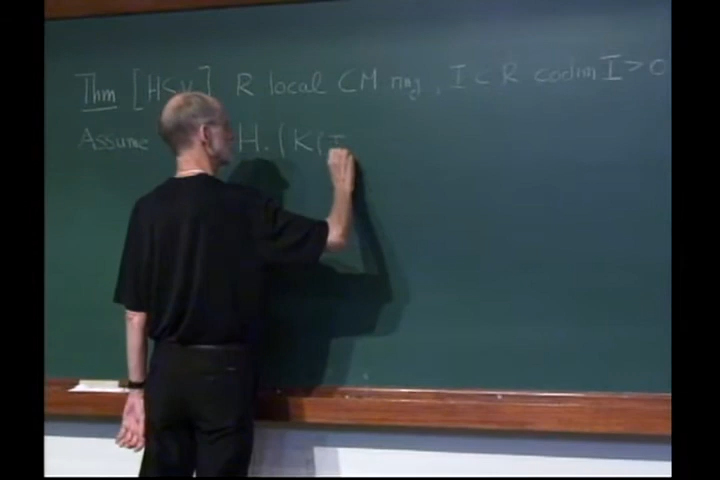 Thm [HSV] R local CM ring, I ⊂ R codim I > 0
Assume H. ( K( I